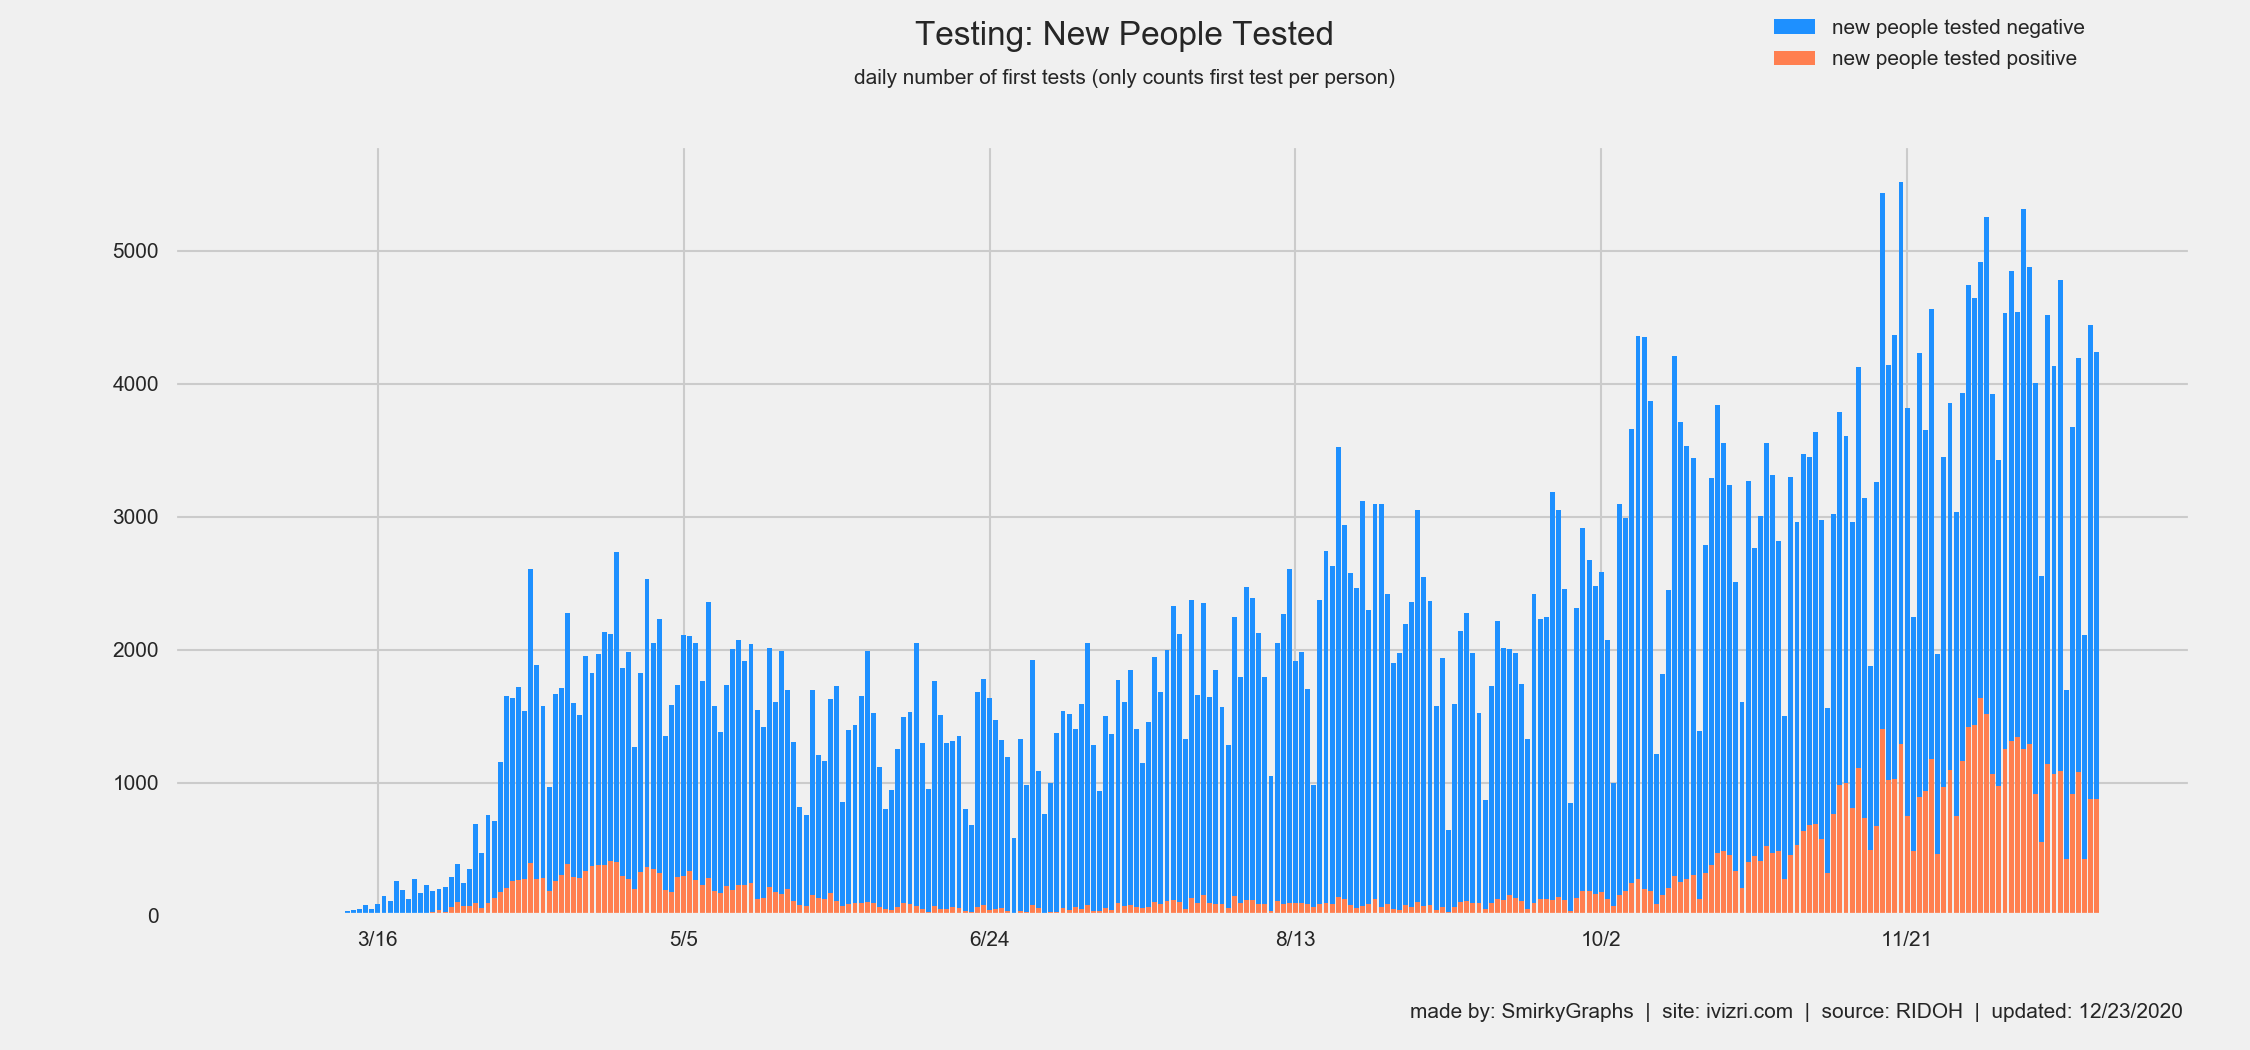 Testing: New People Tested
daily number of first tests (only counts first test per person)
new people tested negative
new people tested positive
5000
4000
3000
2000
1000
0
3/16 5/5 6/24 8/13 10/2 11/21
made by: SmirkyGraphs | site: ivizri.com | source: RIDOH | updated: 12/23/2020